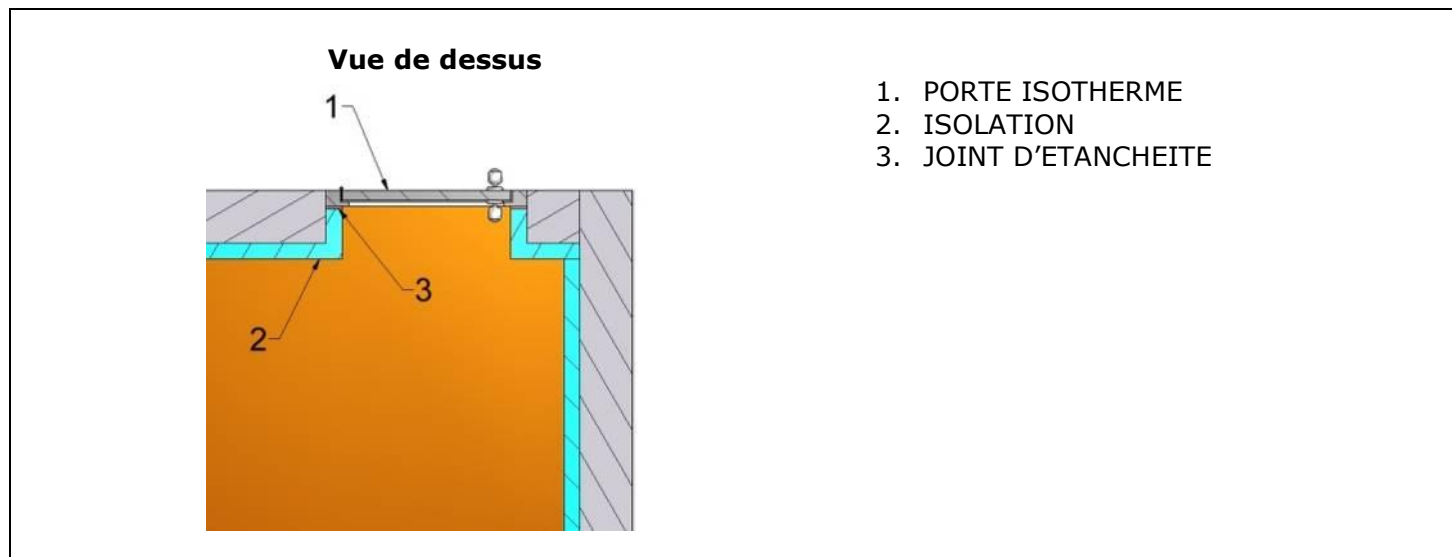 Vue de dessus
1
1. PORTE ISOTHERME
2. ISOLATION
3. JOINT D'ETANCHEITE
3
2